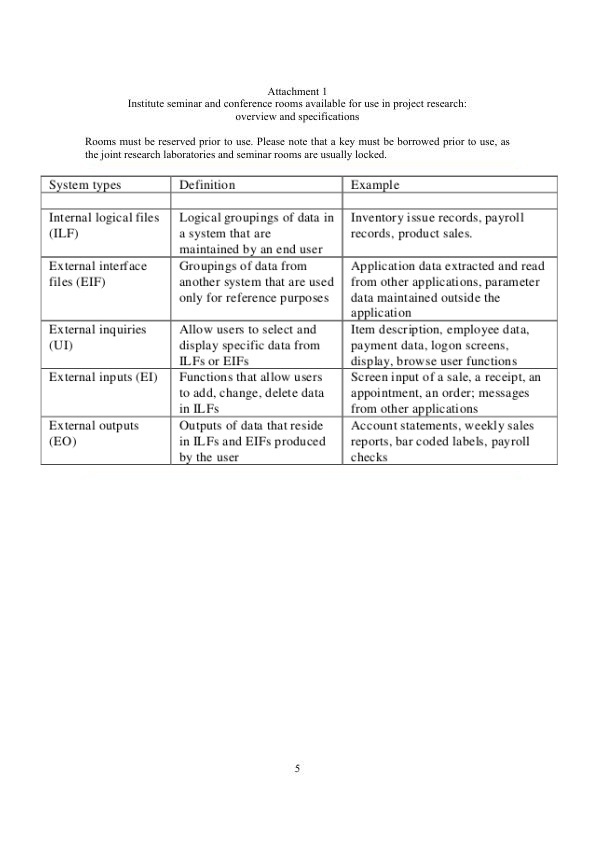 Attachment 1
Institute seminar and conference rooms available for use in project research:
overview and specifications
Rooms must be reserved prior to use. Please note that a key must be borrowed prior to use, as
the joint research laboratories and seminar rooms are usually locked.
System types Definition Example
Internal logical files Logical groupings of data in Inventory issue records, payroll
(ILF) a system that are records, product sales.
maintained by an end user
External interface Groupings of data from Application data extracted and read
files (EIF) another system that are used from other applications, parameter
only for reference purposes data maintained outside the
application
External inquiries Allow users to select and Item description, employee data,
(UI) display specific data from payment data, logon screens,
ILFs or EIFs display, browse user functions
External inputs (EI) Functions that allow users Screen input of a sale, a receipt, an
to add, change, delete data appointment, an order; messages
in ILFs from other applications
External outputs Outputs of data that reside Account statements, weekly sales
(EO) in ILFs and EIFs produced reports, bar coded labels, payroll
by the user checks
5